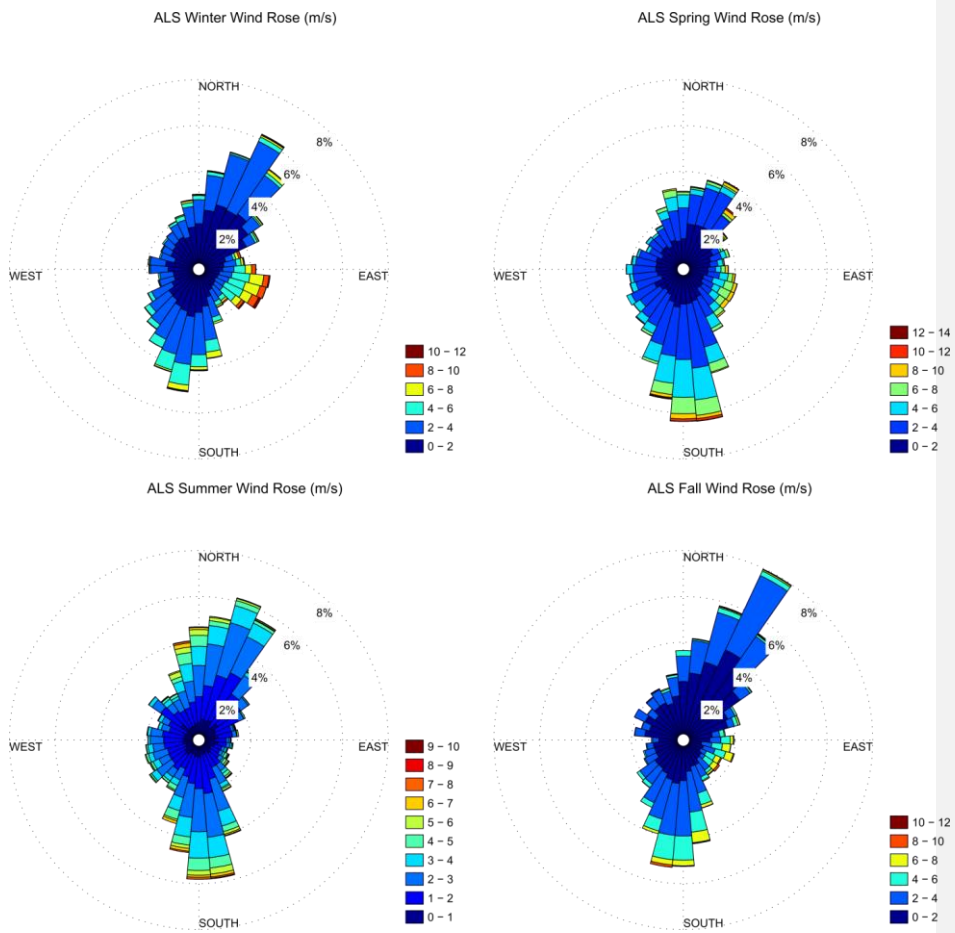 ALS Winter Wind Rose (m/s)
NORTH
8%
6%
4%
2%
WEST
EAST
SOUTH
10 − 12
8 − 10
6 − 8
4 − 6
2 − 4
0 − 2
ALS Spring Wind Rose (m/s)
NORTH
8%
6%
4%
2%
WEST
EAST
SOUTH
12 − 14
10 − 12
8 − 10
6 − 8
4 − 6
2 − 4
0 − 2
ALS Summer Wind Rose (m/s)
NORTH
8%
6%
4%
2%
WEST
EAST
SOUTH
9 − 10
8 − 9
7 − 8
6 − 7
5 − 6
4 − 5
3 − 4
2 − 3
1 − 2
0 − 1
ALS Fall Wind Rose (m/s)
NORTH
8%
6%
4%
2%
WEST
EAST
SOUTH
10 − 12
8 − 10
6 − 8
4 − 6
2 − 4
0 − 2